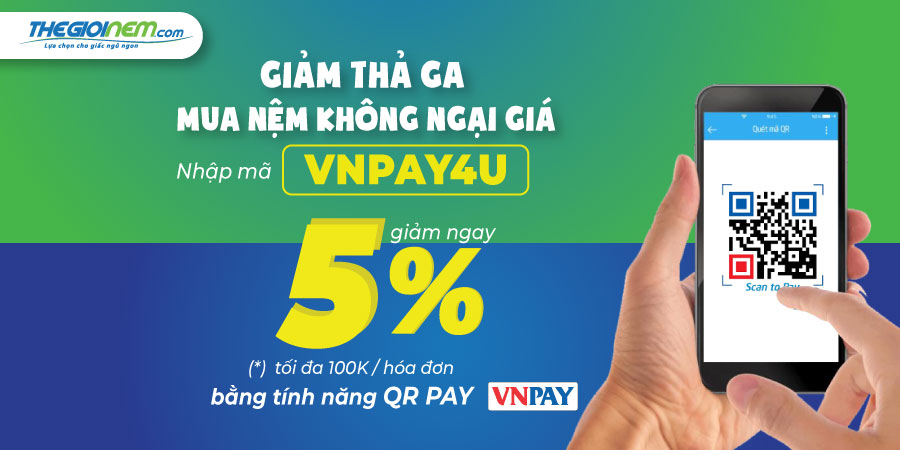 THEGIOINEM.com
Lựa chọn cho giấc ngủ ngon
GIẢM THẢ GA
MUA NỆM KHÔNG NGẠI GIÁ
Nhập mã VNPAY4U
giảm ngay
5%
(*) tối đa 100K / hóa đơn
bằng tính năng QR PAY VNPAY
9:45
Quét mã QR
Scan to Pay